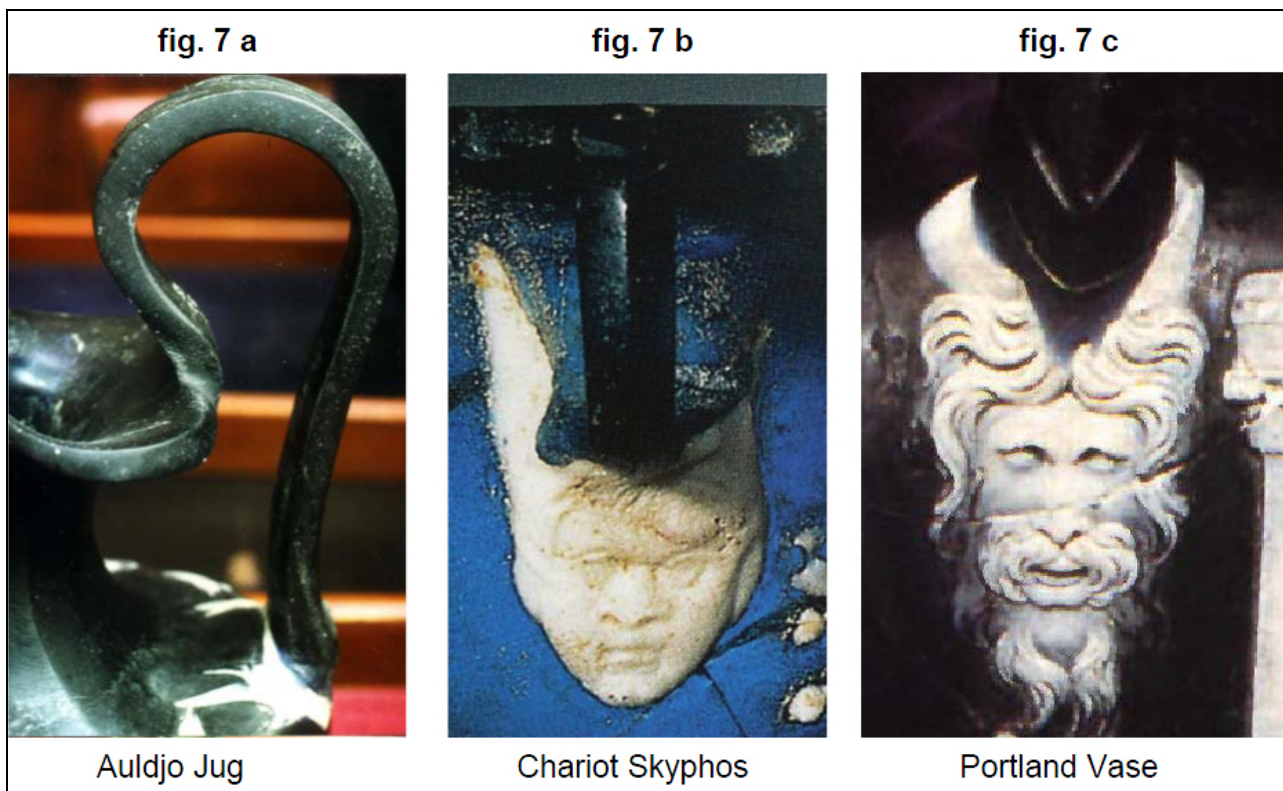 fig. 7 a
fig. 7 b
fig. 7 c
Auldjo Jug
Chariot Skyphos
Portland Vase